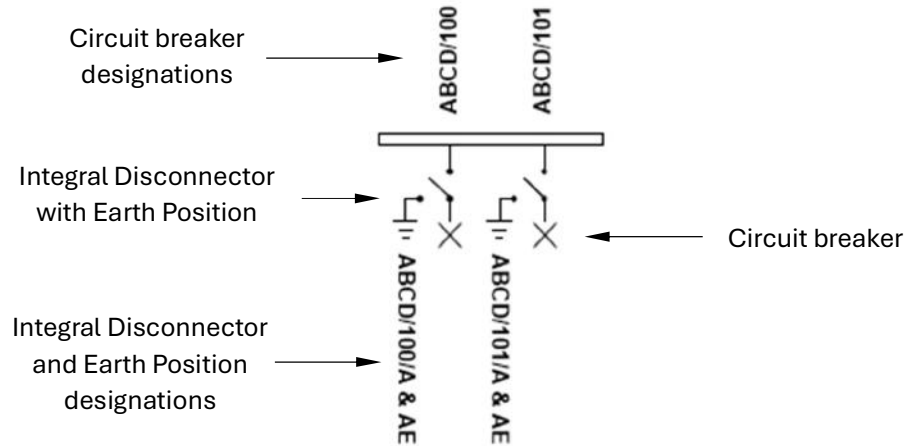 Circuit breaker
designations
ABCD/100
ABCD/101
Integral Disconnector
with Earth Position
Circuit breaker
Integral Disconnector
and Earth Position
designations
ABCD/100/A & AE
ABCD/101/A & AE